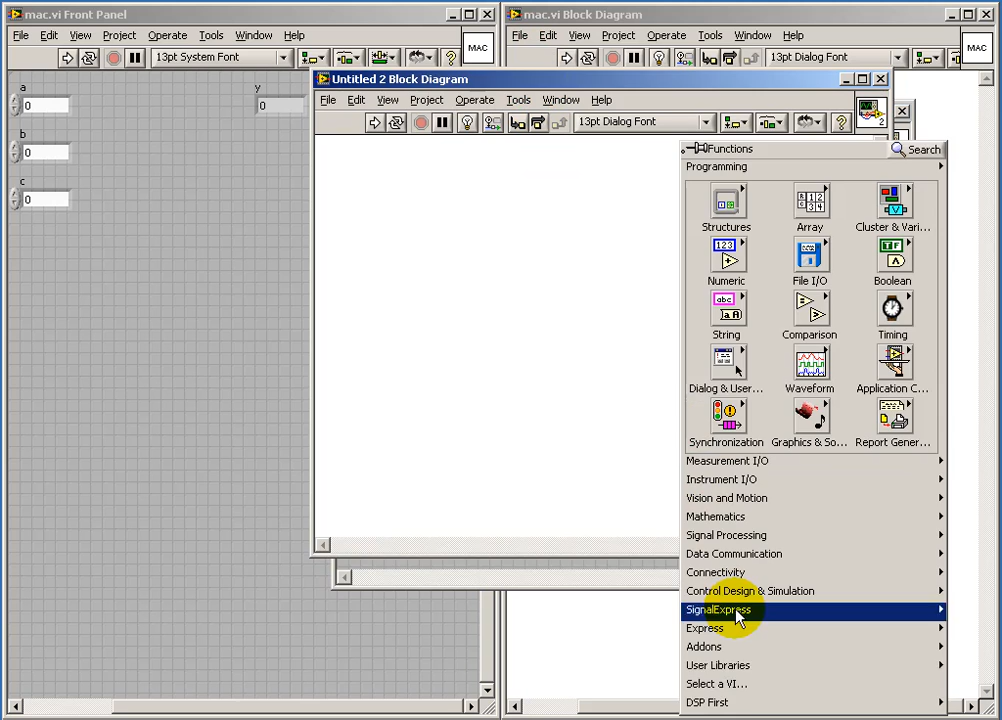 mac.vi Front Panel
File Edit View Project Operate Tools Window Help
13pt System Font
MAC
a
0
b
0
c
0
y
0
mac.vi Block Diagram
File Edit View Project Operate Tools Window Help
13pt Dialog Font
MAC
Untitled 2 Block Diagram
File Edit View Project Operate Tools Window Help
13pt Dialog Font
2
Functions
Search
Programming
Structures Array Cluster & Vari...
Numeric File I/O Boolean
String Comparison Timing
Dialog & User... Waveform Application C...
Synchronization Graphics & So... Report Gener...
Measurement I/O
Instrument I/O
Vision and Motion
Mathematics
Signal Processing
Data Communication
Connectivity
Control Design & Simulation
SignalExpress
Express
Addons
User Libraries
Select a VI...
DSP First